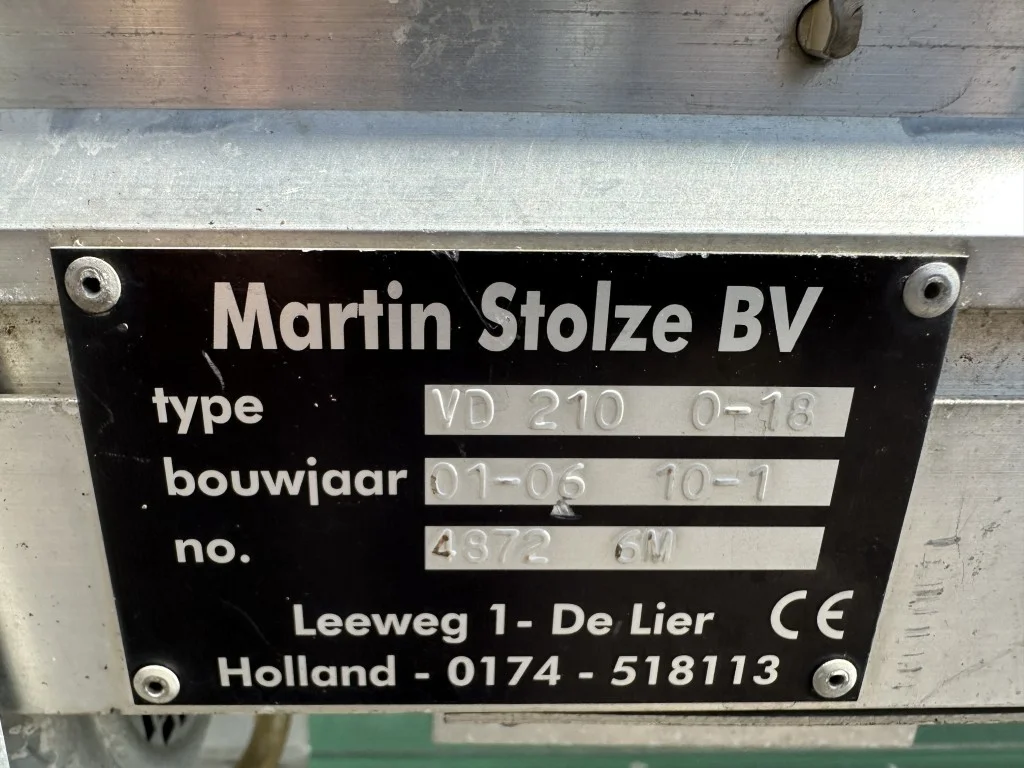 Martin Stolze BV
type VD 210 0-18
bouwjaar 01-06 10-1
no. 4872 6M
Leeweg 1- De Lier CE
Holland - 0174 - 518113